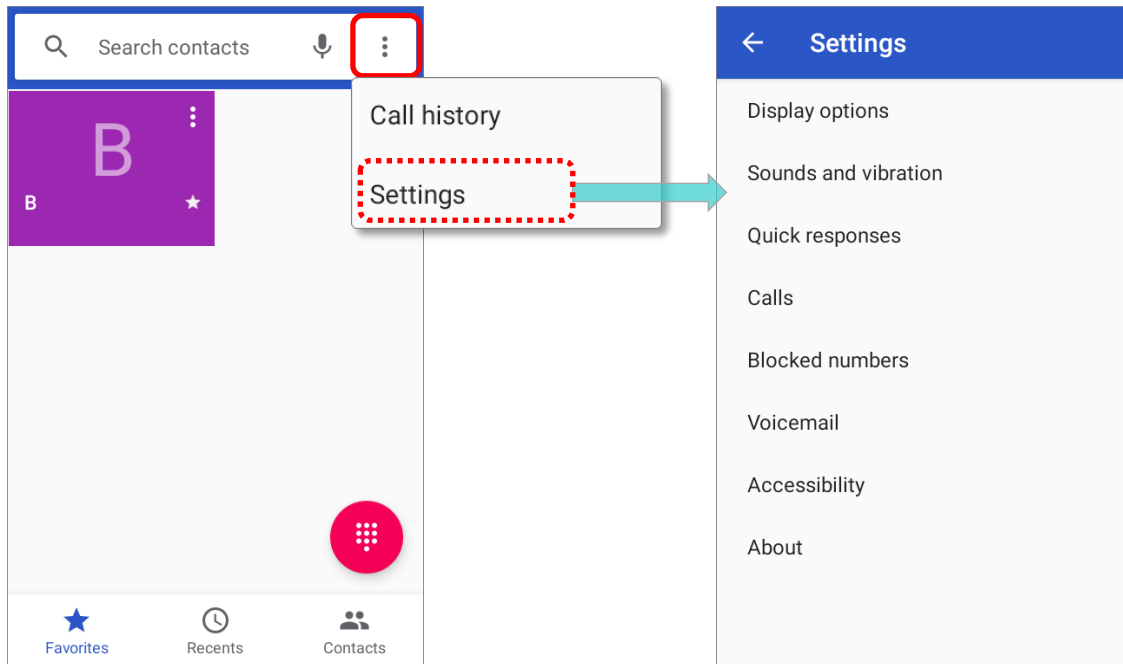 Search contacts
B
B
Call history
Settings
Favorites
Recents
Contacts
Settings
Display options
Sounds and vibration
Quick responses
Calls
Blocked numbers
Voicemail
Accessibility
About